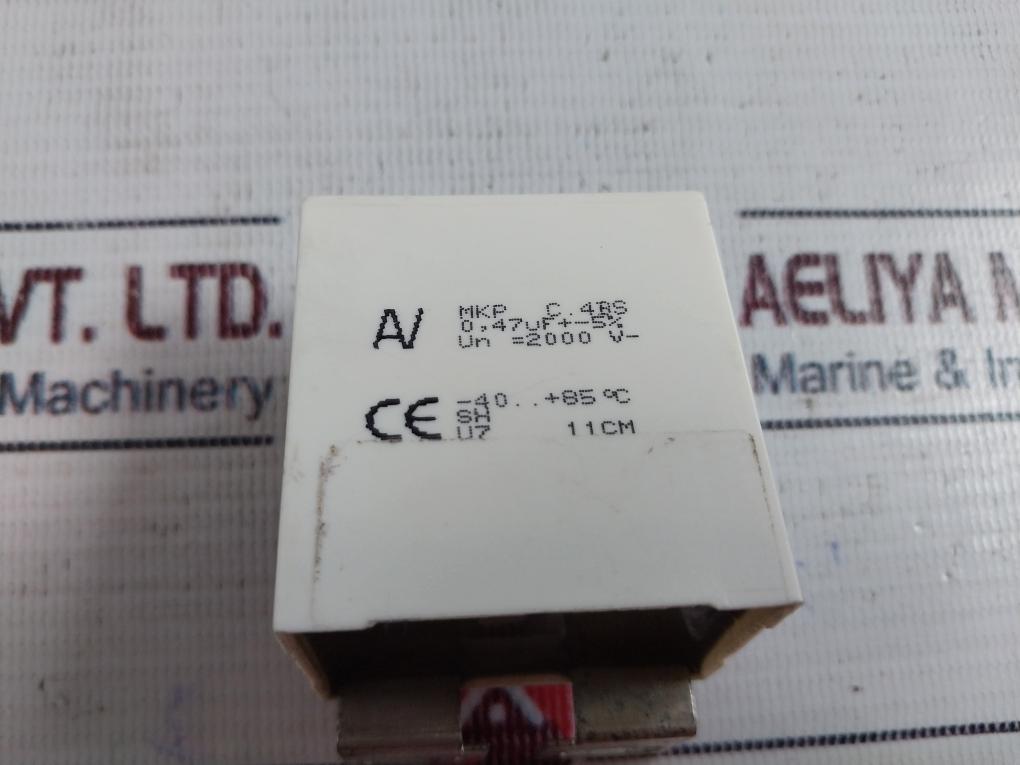 VT. LTD.
Machinery
AELIYA M
Marine & In
AV
MKP C.4BS
0,47uF+-5%
Un =2000 V-
CE
-40..+85°C
SH
U7 11CM